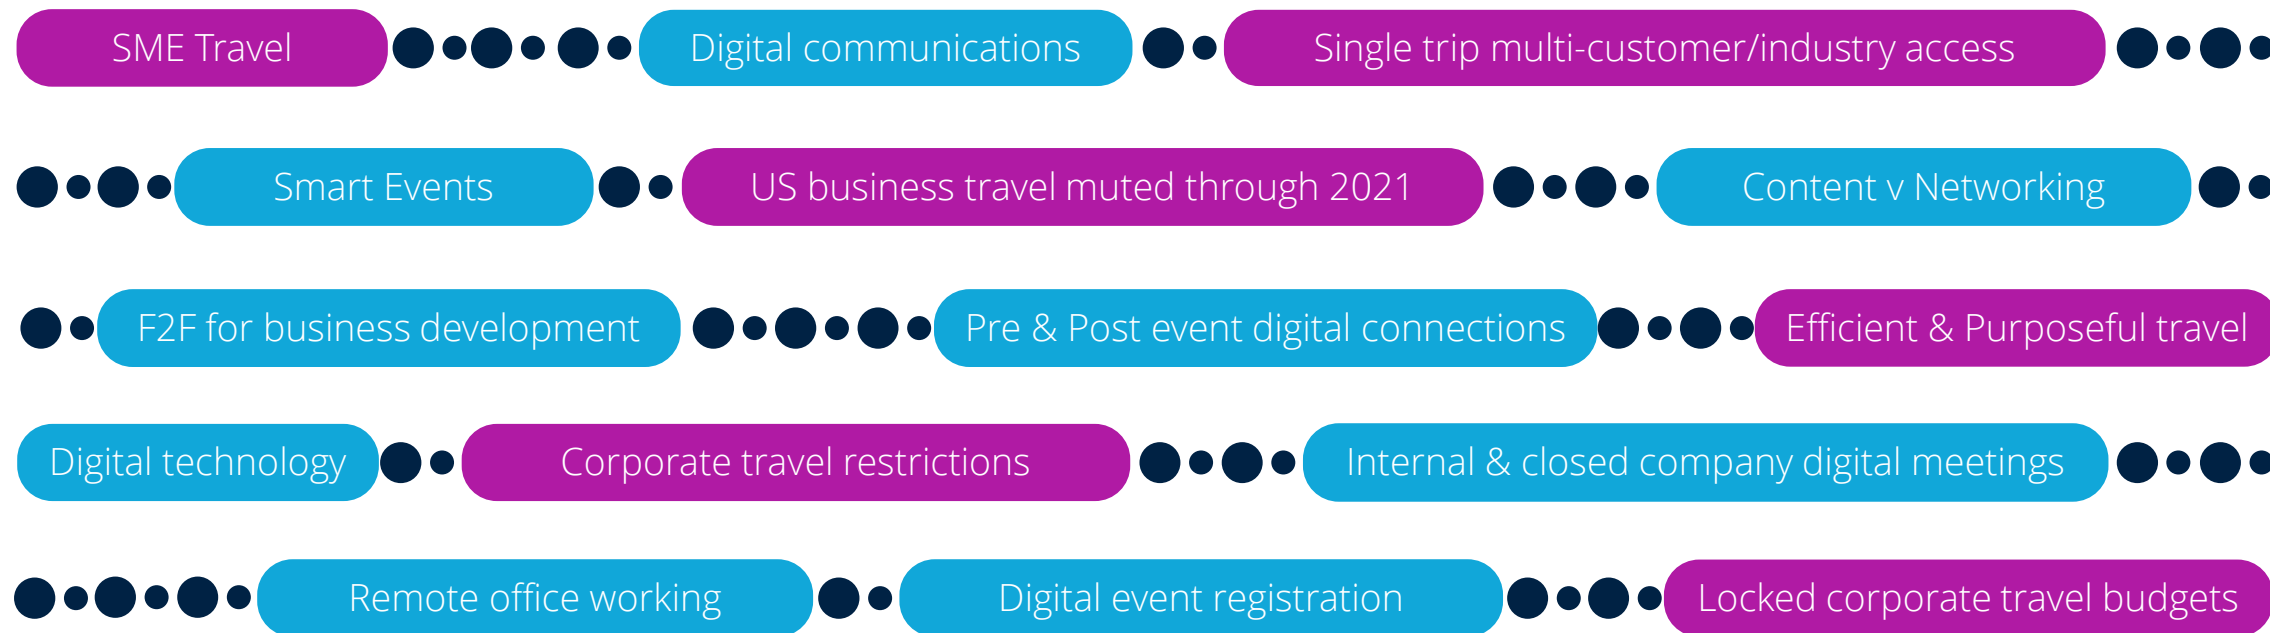 SME Travel
Digital communications
Single trip multi-customer/industry access
Smart Events
US business travel muted through 2021
Content v Networking
F2F for business development
Pre & Post event digital connections
Efficient & Purposeful travel
Digital technology
Corporate travel restrictions
Internal & closed company digital meetings
Remote office working
Digital event registration
Locked corporate travel budgets